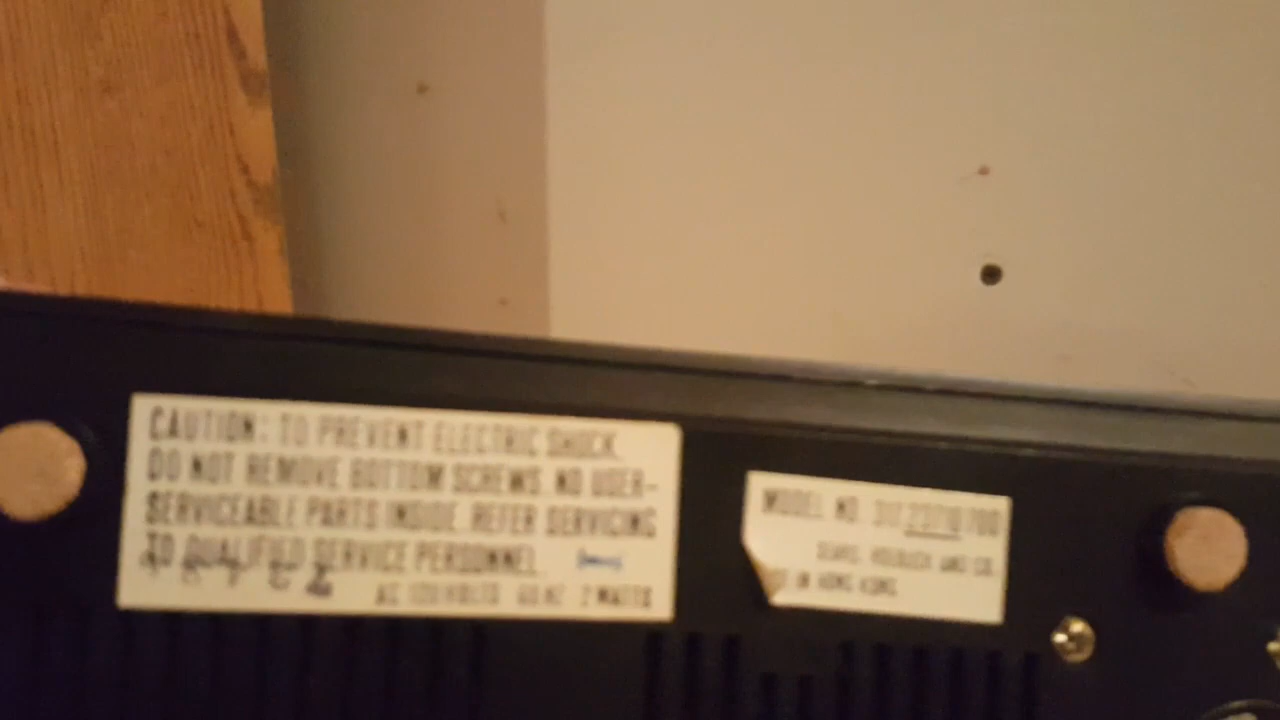 CAUTION: TO PREVENT ELECTRIC SHOCK
DO NOT REMOVE BOTTOM SCREWS. NO USER-
SERVICEABLE PARTS INSIDE. REFER SERVICING
TO QUALIFIED SERVICE PERSONNEL
AC 120 VOLTS 60 HZ 2 WATTS
MODEL NO.
SEARS, ROEBUCK AND CO.
IN HONG KONG